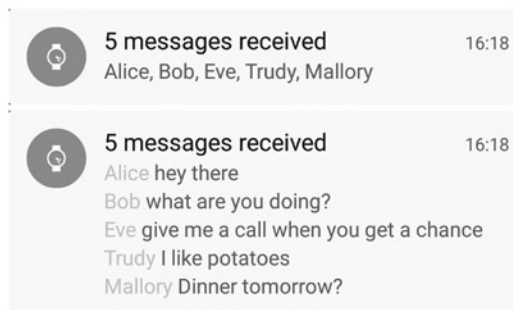 5 messages received 16:18
Alice, Bob, Eve, Trudy, Mallory
5 messages received 16:18
Alice hey there
Bob what are you doing?
Eve give me a call when you get a chance
Trudy I like potatoes
Mallory Dinner tomorrow?